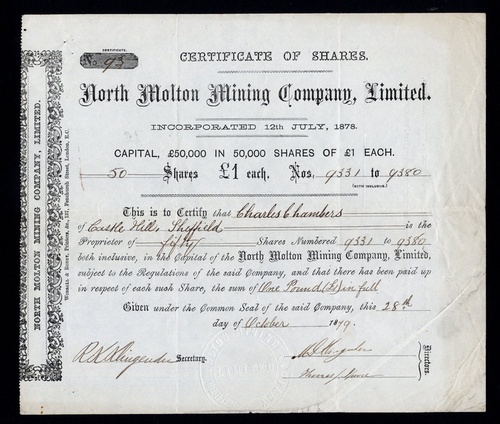 CERTIFICATE.
No. 93
CERTIFICATE OF SHARES.
North Molton Mining Company, Limited.
INCORPORATED 12th JULY, 1878.
CAPITAL, £50,000 IN 50,000 SHARES OF £1 EACH.
50 Shares £1 each. Nos. 9331 to 9380
(BOTH INCLUSIVE.)
This is to Certify that Charles Chambers
of Castle Hill, Sheffield is the
Proprietor of fifty Shares Numbered 9331 to 9380
both inclusive, in the Capital of the North Molton Mining Company, Limited,
subject to the Regulations of the said Company, and that there has been paid up
in respect of each such Share, the sum of One Pound (£1) in full
Given under the Common Seal of the said Company, this 28th
day of October 1879.
Secretary.
Directors.
NORTH MOLTON MINING COMPANY, LIMITED.
Fenchurch Street, London, E.C.